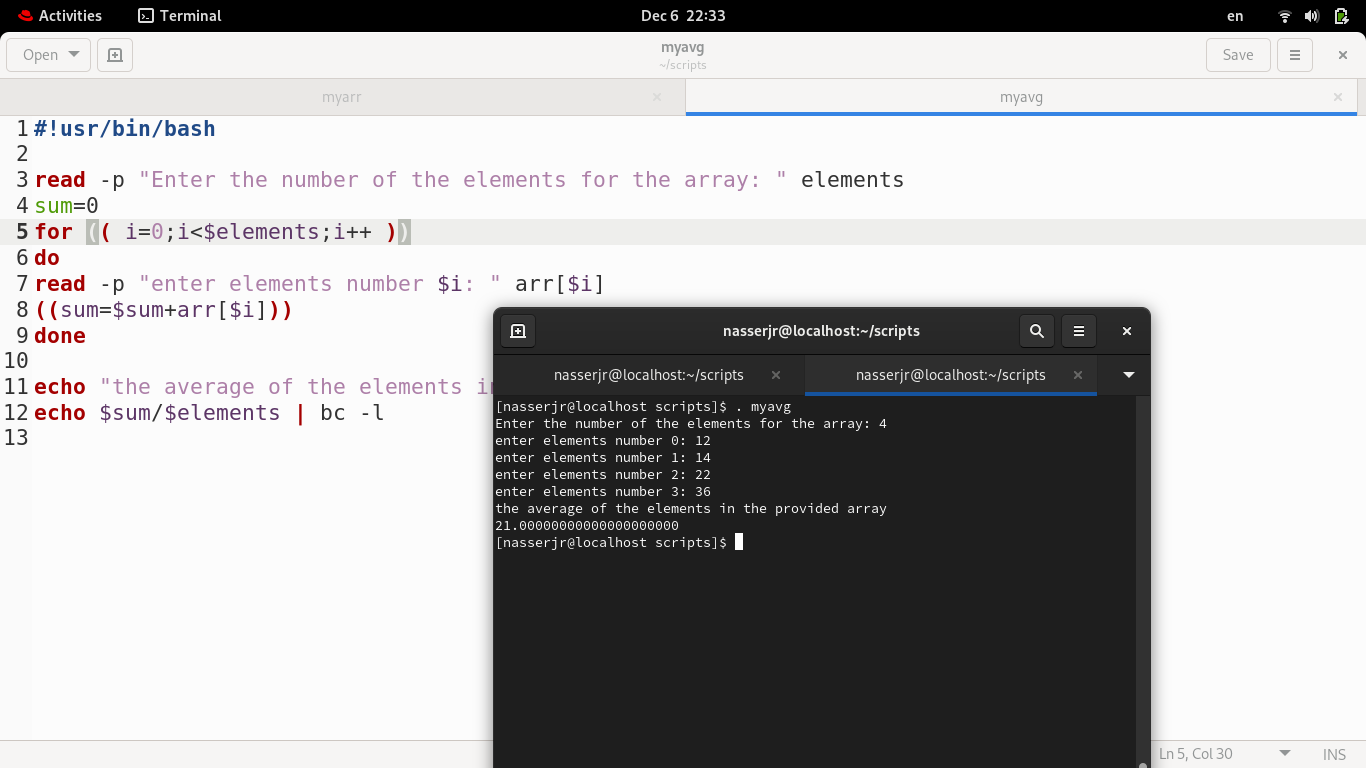 Activities Terminal Dec 6 22:33 en
Open myavg Save
~/scripts
myarr myavg
1 #!usr/bin/bash
2
3 read -p "Enter the number of the elements for the array: " elements
4 sum=0
5 for (( i=0;i<$elements;i++ ))
6 do
7 read -p "enter elements number $i: " arr[$i]
8 ((sum=$sum+arr[$i]))
9 done
10
11 echo "the average of the elements in
12 echo $sum/$elements | bc -l
13
nasserjr@localhost:~/scripts
nasserjr@localhost:~/scripts nasserjr@localhost:~/scripts
[nasserjr@localhost scripts]$ . myavg
Enter the number of the elements for the array: 4
enter elements number 0: 12
enter elements number 1: 14
enter elements number 2: 22
enter elements number 3: 36
the average of the elements in the provided array
21.00000000000000000000
[nasserjr@localhost scripts]$
Ln 5, Col 30 INS